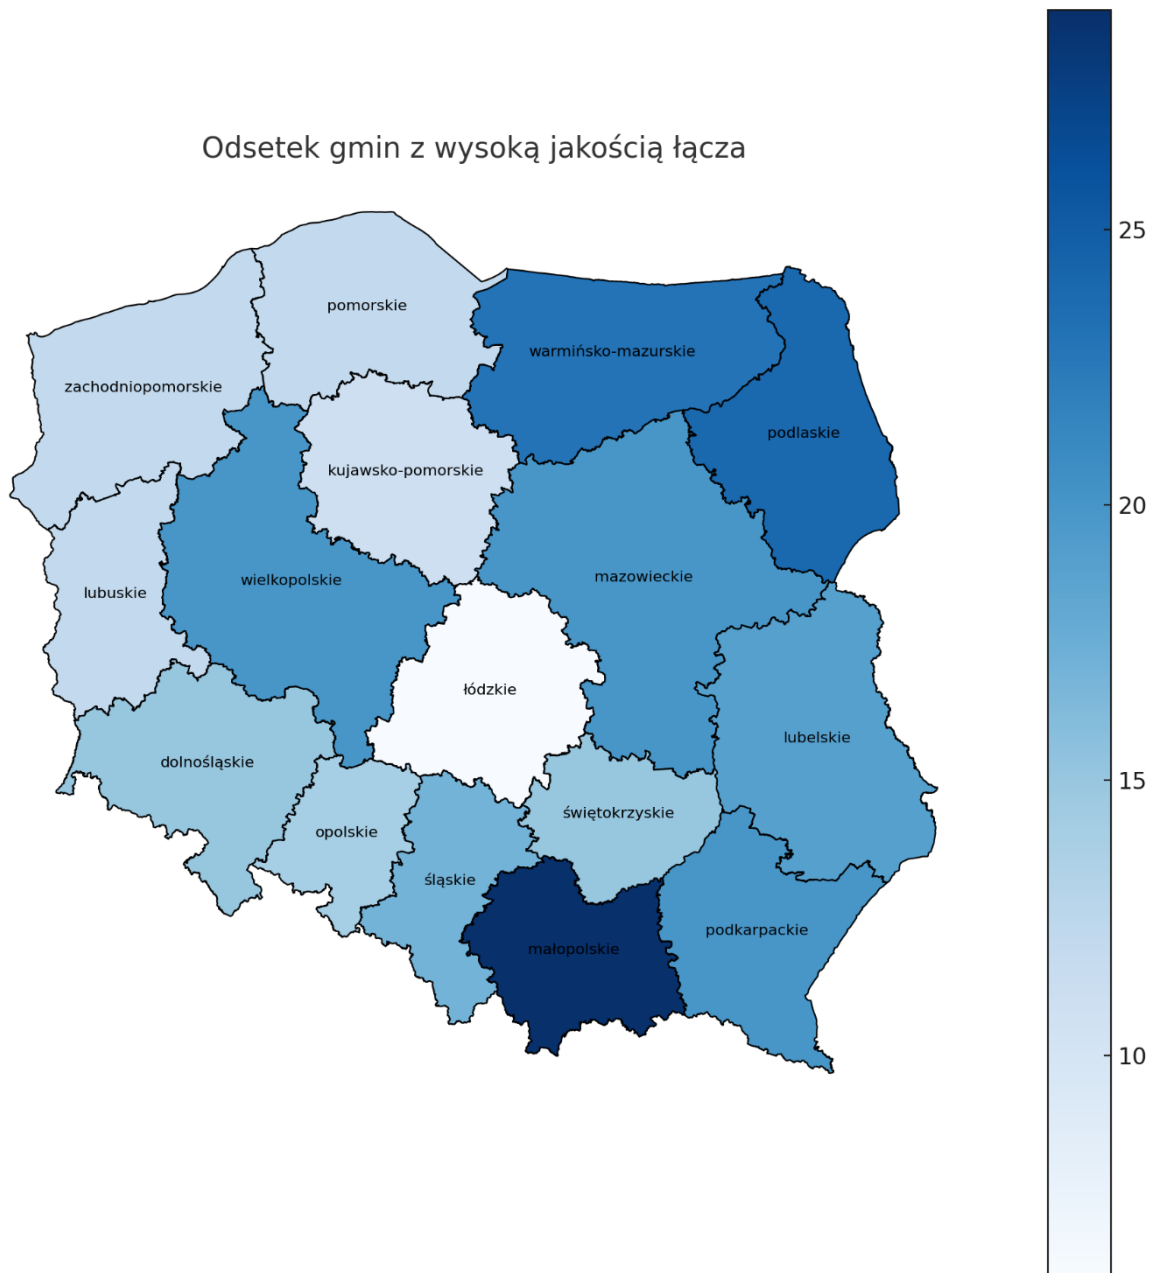 Odsetek gmin z wysoką jakością łącza
pomorskie
warmińsko-mazurskie
zachodniopomorskie
podlaskie
kujawsko-pomorskie
wielkopolskie
mazowieckie
lubuskie
łódzkie
lubelskie
dolnośląskie
świętokrzyskie
opolskie
śląskie
podkarpackie
małopolskie
25
20
15
10